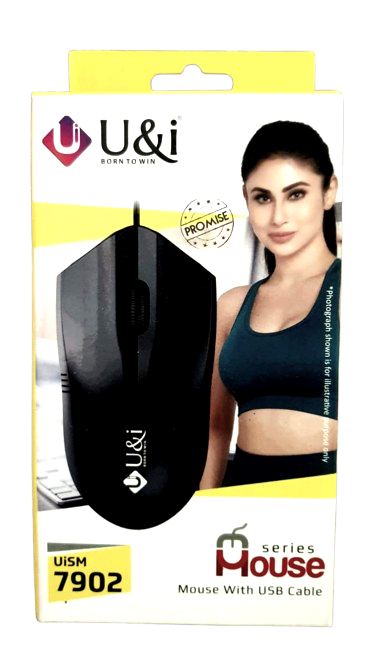 U&i
BORN TO WIN
PROMISE
*Photograph shown is for illustrative purpose only
U&i
BORN TO WIN
series
Mouse
Mouse With USB Cable
UiSM
7902